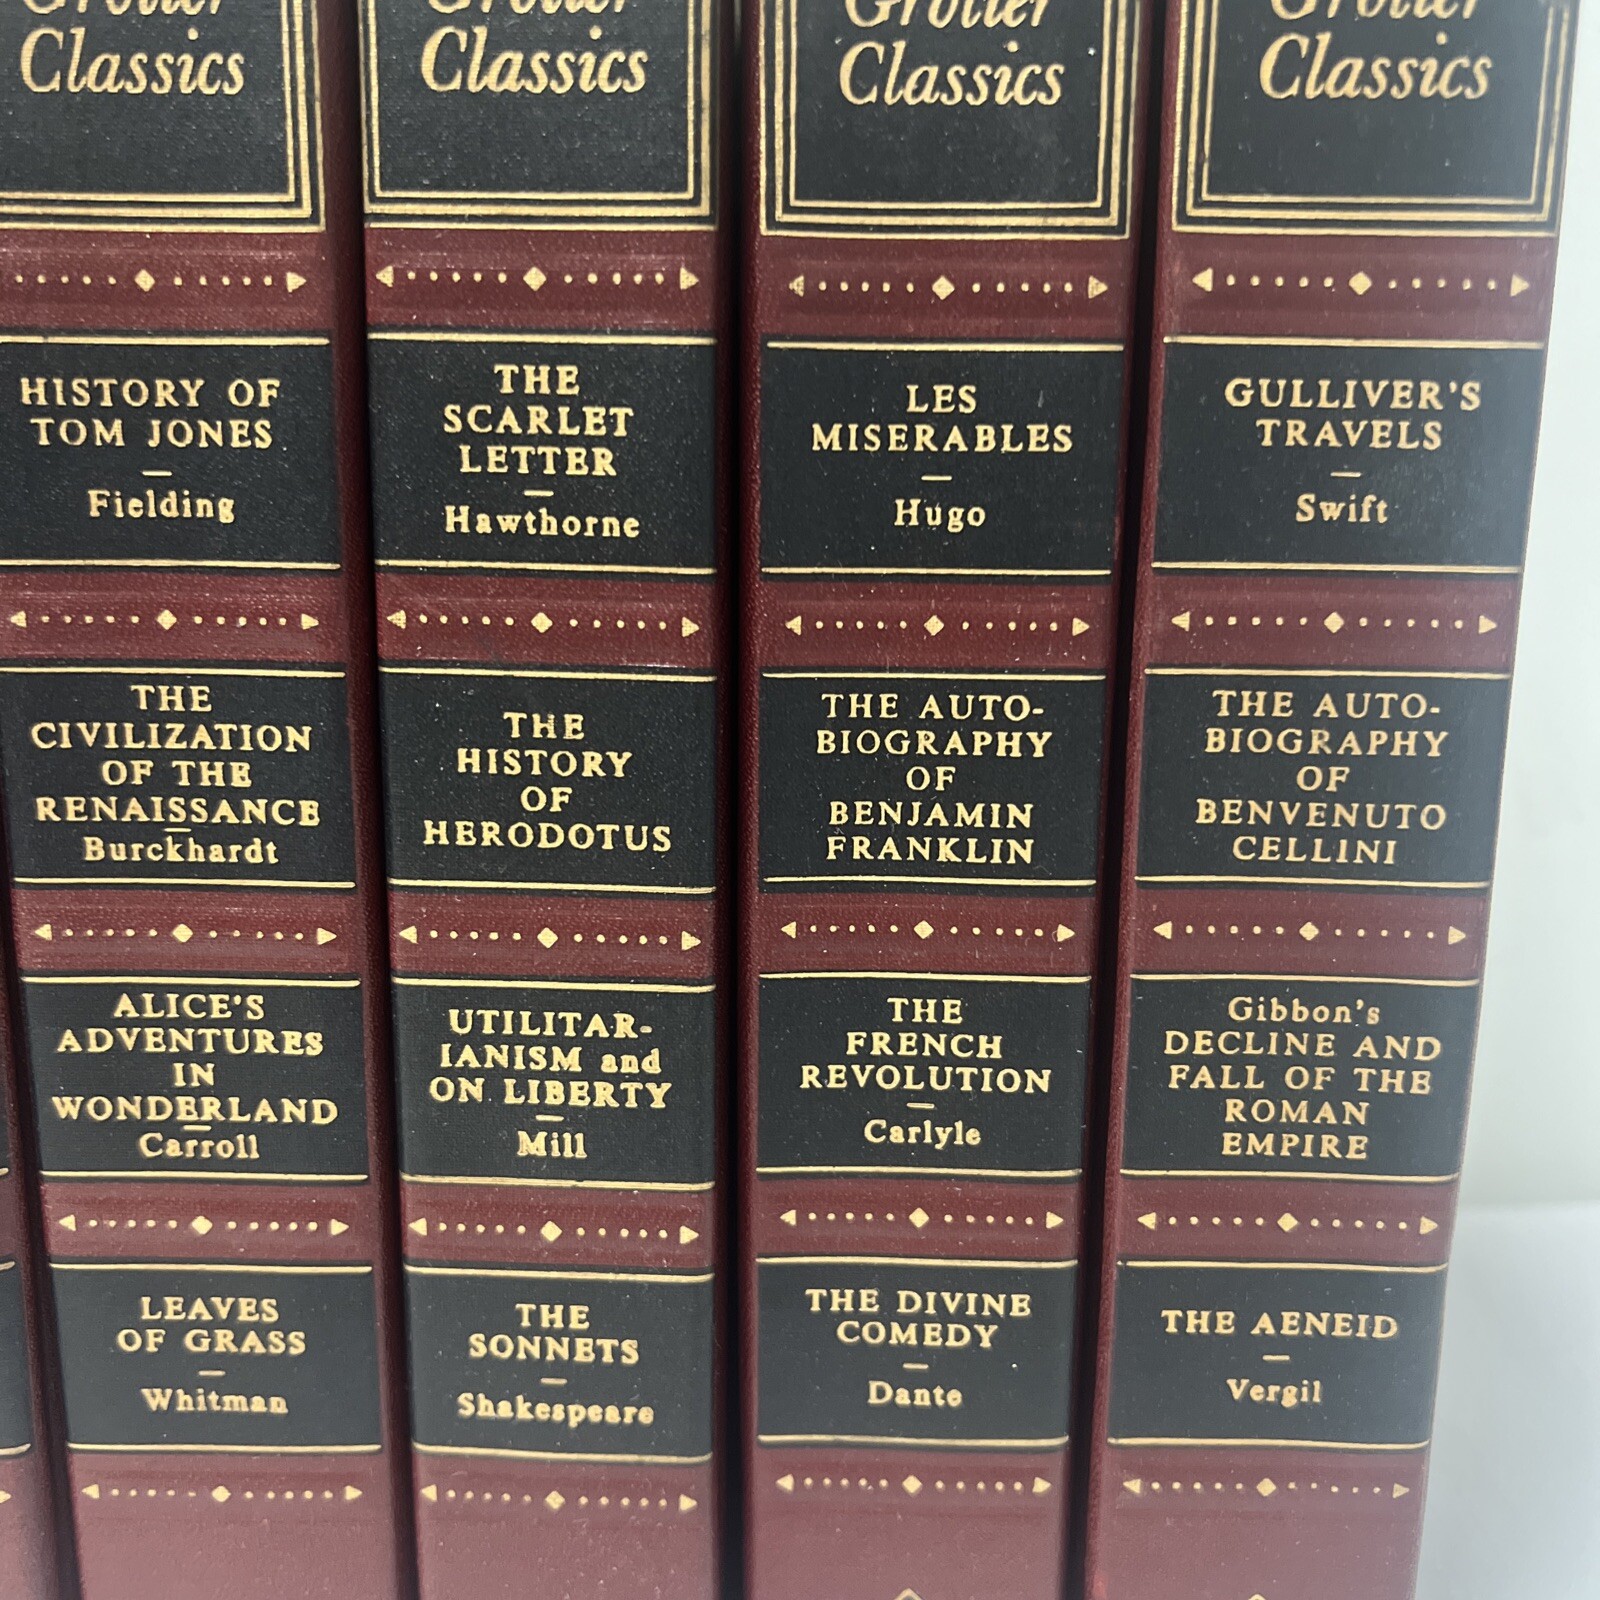 Grolier
Classics
HISTORY OF
TOM JONES
Fielding
THE
CIVILIZATION
OF THE
RENAISSANCE
Burckhardt
ALICE'S
ADVENTURES
IN
WONDERLAND
Carroll
LEAVES
OF GRASS
Whitman
Grolier
Classics
THE
SCARLET
LETTER
Hawthorne
THE
HISTORY
OF
HERODOTUS
UTILITAR-
IANISM and
ON LIBERTY
Mill
THE
SONNETS
Shakespeare
Grolier
Classics
LES
MISERABLES
Hugo
THE AUTO-
BIOGRAPHY
OF
BENJAMIN
FRANKLIN
THE
FRENCH
REVOLUTION
Carlyle
THE DIVINE
COMEDY
Dante
Grolier
Classics
GULLIVER'S
TRAVELS
Swift
THE AUTO-
BIOGRAPHY
OF
BENVENUTO
CELLINI
Gibbon's
DECLINE AND
FALL OF THE
ROMAN
EMPIRE
THE AENEID
Vergil